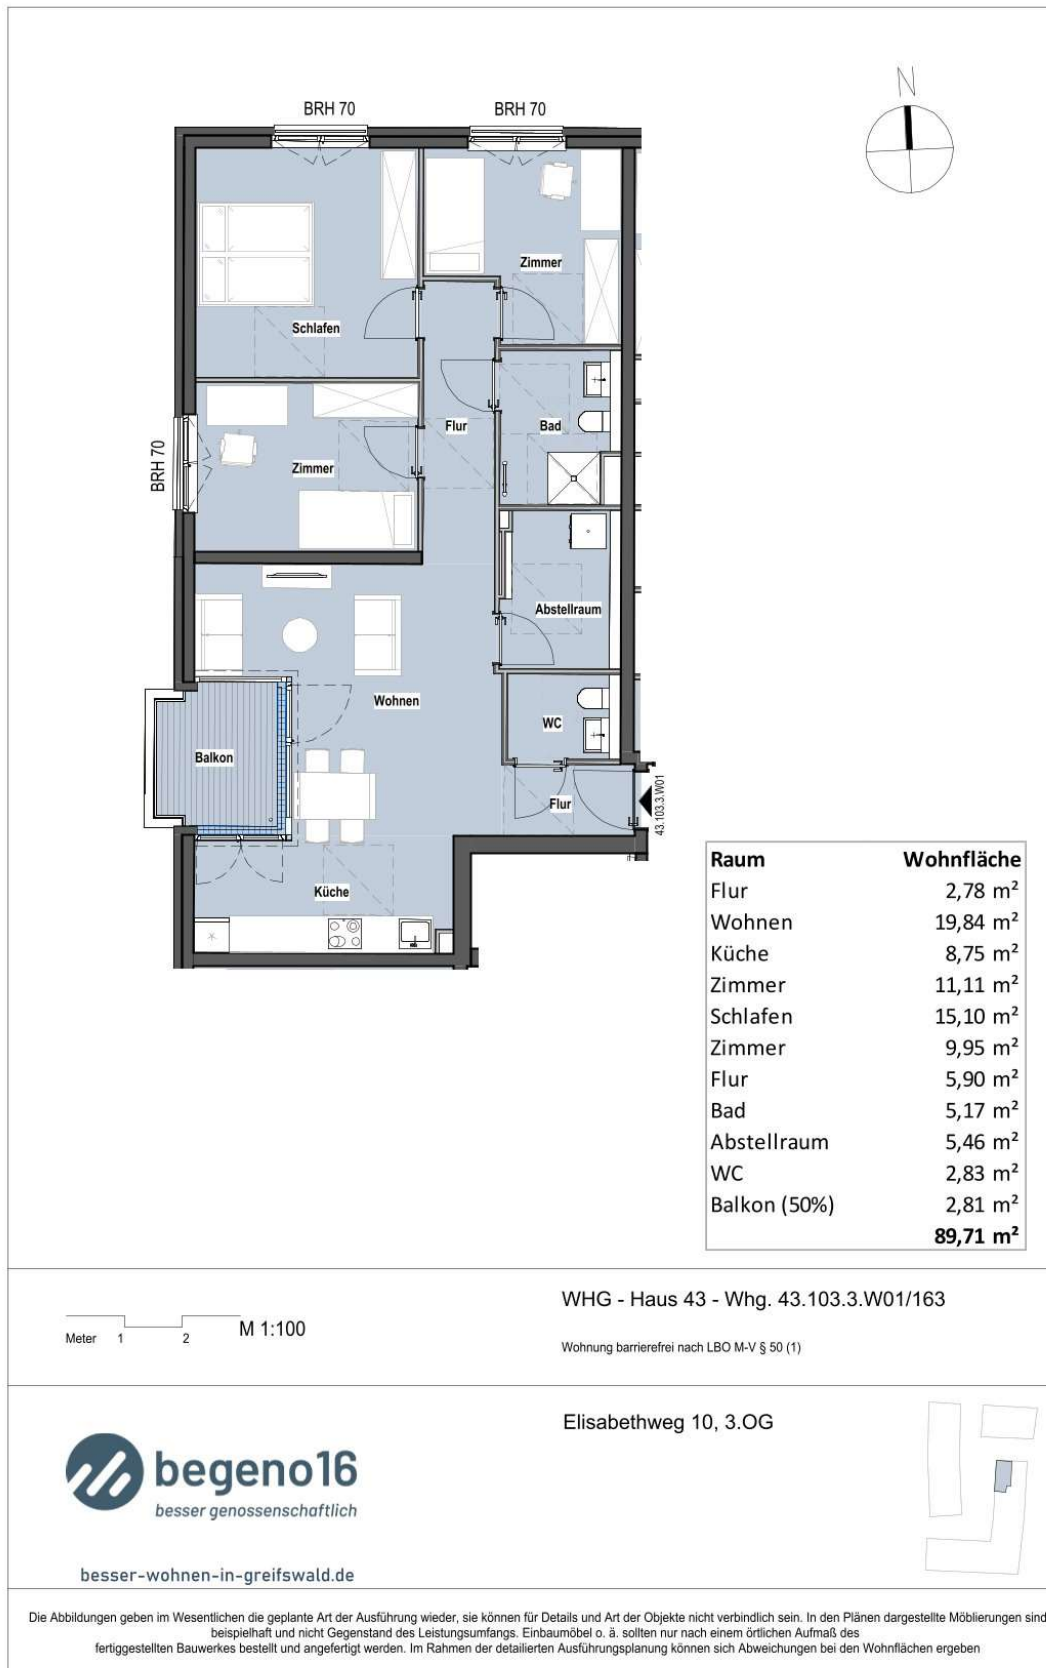 N
BRH 70
BRH 70
Zimmer
Schlafen
Flur
Bad
BRH 70
Zimmer
Abstellraum
Wohnen
WC
Balkon
Flur
43.103.3.W01
Küche
Raum Wohnfläche
Flur 2,78 m²
Wohnen 19,84 m²
Küche 8,75 m²
Zimmer 11,11 m²
Schlafen 15,10 m²
Zimmer 9,95 m²
Flur 5,90 m²
Bad 5,17 m²
Abstellraum 5,46 m²
WC 2,83 m²
Balkon (50%) 2,81 m²
89,71 m²
Meter 1 2 M 1:100
WHG - Haus 43 - Whg. 43.103.3.W01/163
Wohnung barrierefrei nach LBO M-V § 50 (1)
Elisabethweg 10, 3.OG
begeno16
besser genossenschaftlich
besser-wohnen-in-greifswald.de
Die Abbildungen geben im Wesentlichen die geplante Art der Ausführung wieder, sie können für Details und Art der Objekte nicht verbindlich sein. In den Plänen dargestellte Möblierungen sind
beispielhaft und nicht Gegenstand des Leistungsumfangs. Einbaumöbel o. ä. sollten nur nach einem örtlichen Aufmaß des
fertiggestellten Bauwerkes bestellt und angefertigt werden. Im Rahmen der detailierten Ausführungsplanung können sich Abweichungen bei den Wohnflächen ergeben